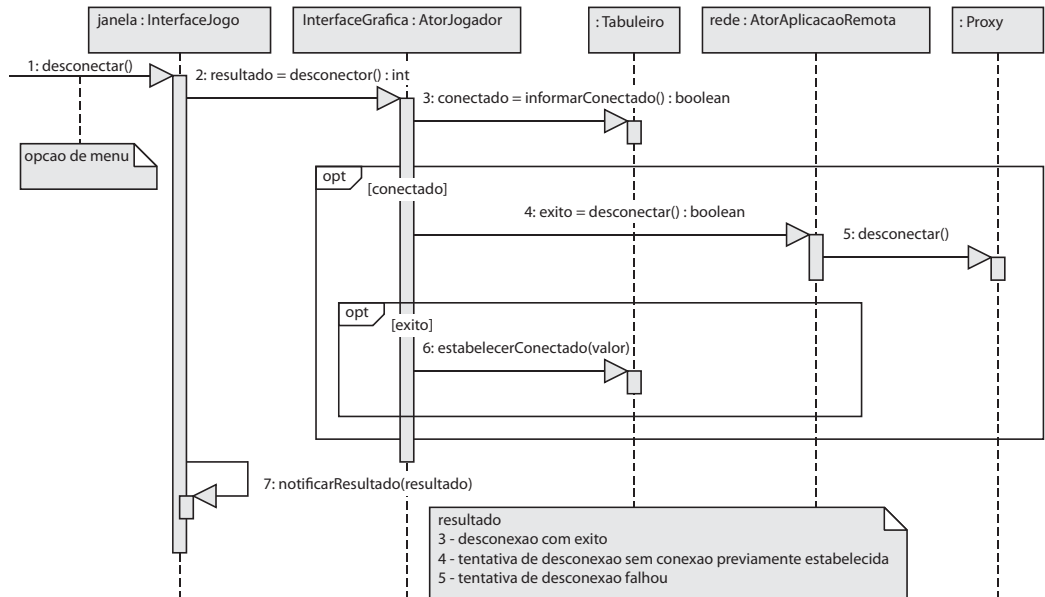 janela : InterfaceJogo
InterfaceGrafica : AtorJogador
: Tabuleiro
rede : AtorAplicacaoRemota
: Proxy
1: desconectar()
2: resultado = desconector() : int
3: conectado = informarConectado() : boolean
opcao de menu
opt
[conectado]
4: exito = desconectar() : boolean
5: desconectar()
opt
[exito]
6: estabelecerConectado(valor)
7: notificarResultado(resultado)
resultado
3 - desconexao com exito
4 - tentativa de desconexao sem conexao previamente estabelecida
5 - tentativa de desconexao falhou